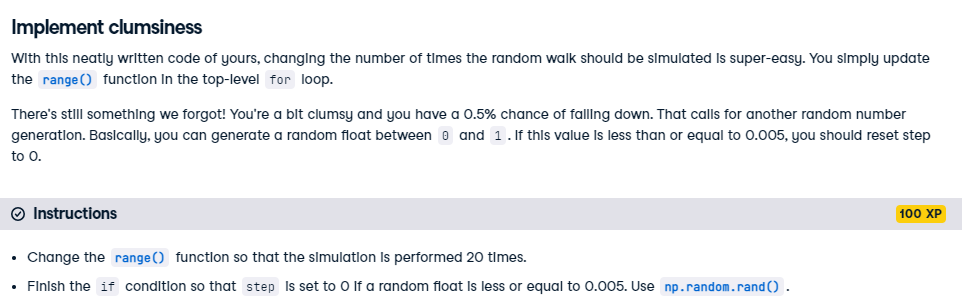 Implement clumsiness
With this neatly written code of yours, changing the number of times the random walk should be simulated is super-easy. You simply update
the range() function in the top-level for loop.
There's still something we forgot! You're a bit clumsy and you have a 0.5% chance of falling down. That calls for another random number
generation. Basically, you can generate a random float between 0 and 1. If this value is less than or equal to 0.005, you should reset step
to 0.
Instructions
100 XP
• Change the range() function so that the simulation is performed 20 times.
• Finish the if condition so that step is set to 0 if a random float is less or equal to 0.005. Use np.random.rand().